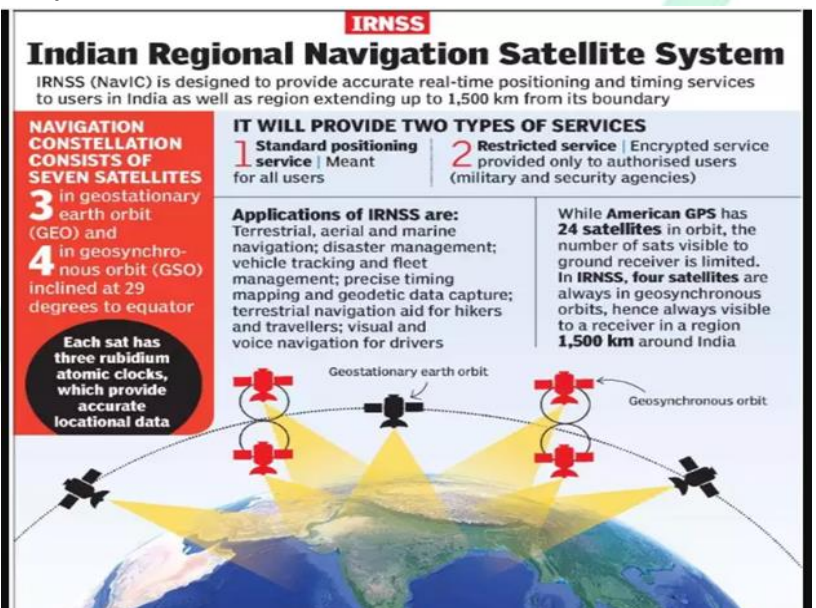 IRNSS
Indian Regional Navigation Satellite System
IRNSS (NavIC) is designed to provide accurate real-time positioning and timing services
to users in India as well as region extending up to 1,500 km from its boundary
NAVIGATION
CONSTELLATION
CONSISTS OF
SEVEN SATELLITES
3 in geostationary
earth orbit
(GEO) and
4 in geosynchro-
nous orbit (GSO)
inclined at 29
degrees to equator
Each sat has
three rubidium
atomic clocks,
which provide
accurate
locational data
IT WILL PROVIDE TWO TYPES OF SERVICES
1 Standard positioning
service | Meant
for all users
2 Restricted service | Encrypted service
provided only to authorised users
(military and security agencies)
Applications of IRNSS are:
Terrestrial, aerial and marine
navigation; disaster management;
vehicle tracking and fleet
management; precise timing
mapping and geodetic data capture;
terrestrial navigation aid for hikers
and travellers; visual and
voice navigation for drivers
While American GPS has
24 satellites in orbit, the
number of sats visible to
ground receiver is limited.
In IRNSS, four satellites are
always in geosynchronous
orbits, hence always visible
to a receiver in a region
1,500 km around India
Geostationary earth orbit
Geosynchronous orbit